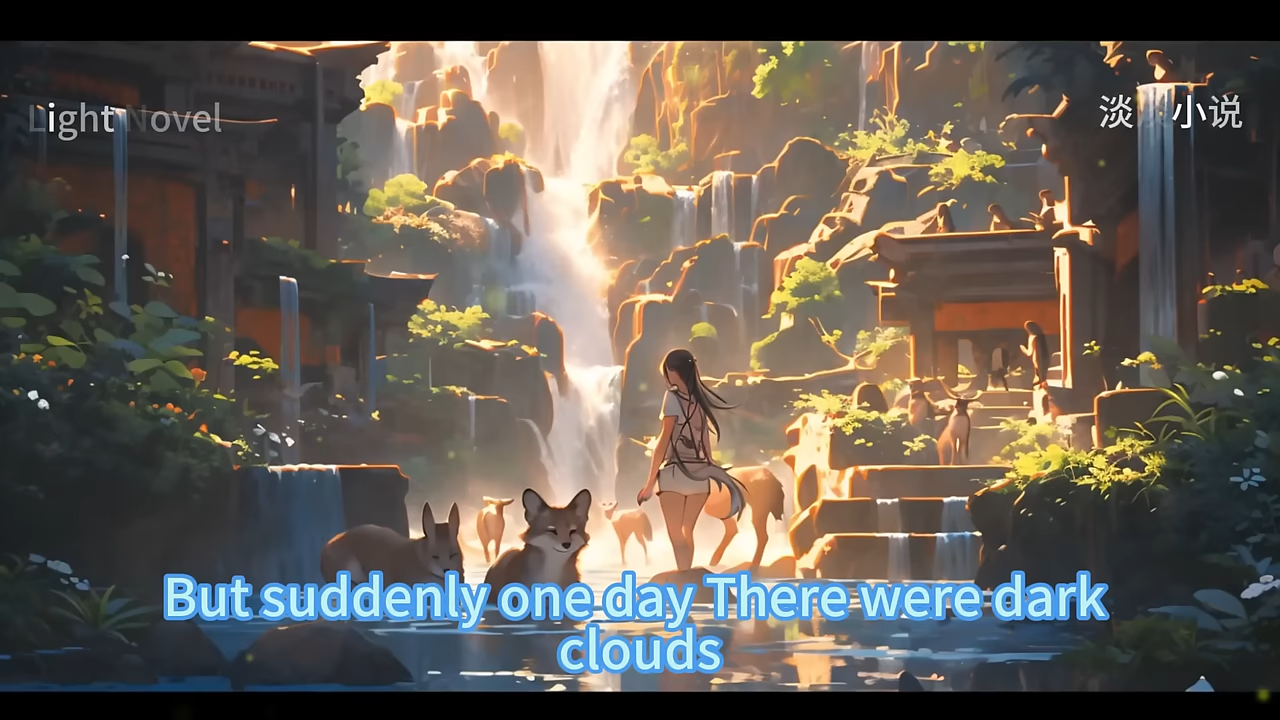 Light Novel
淡 小说
But suddenly one day There were dark
clouds